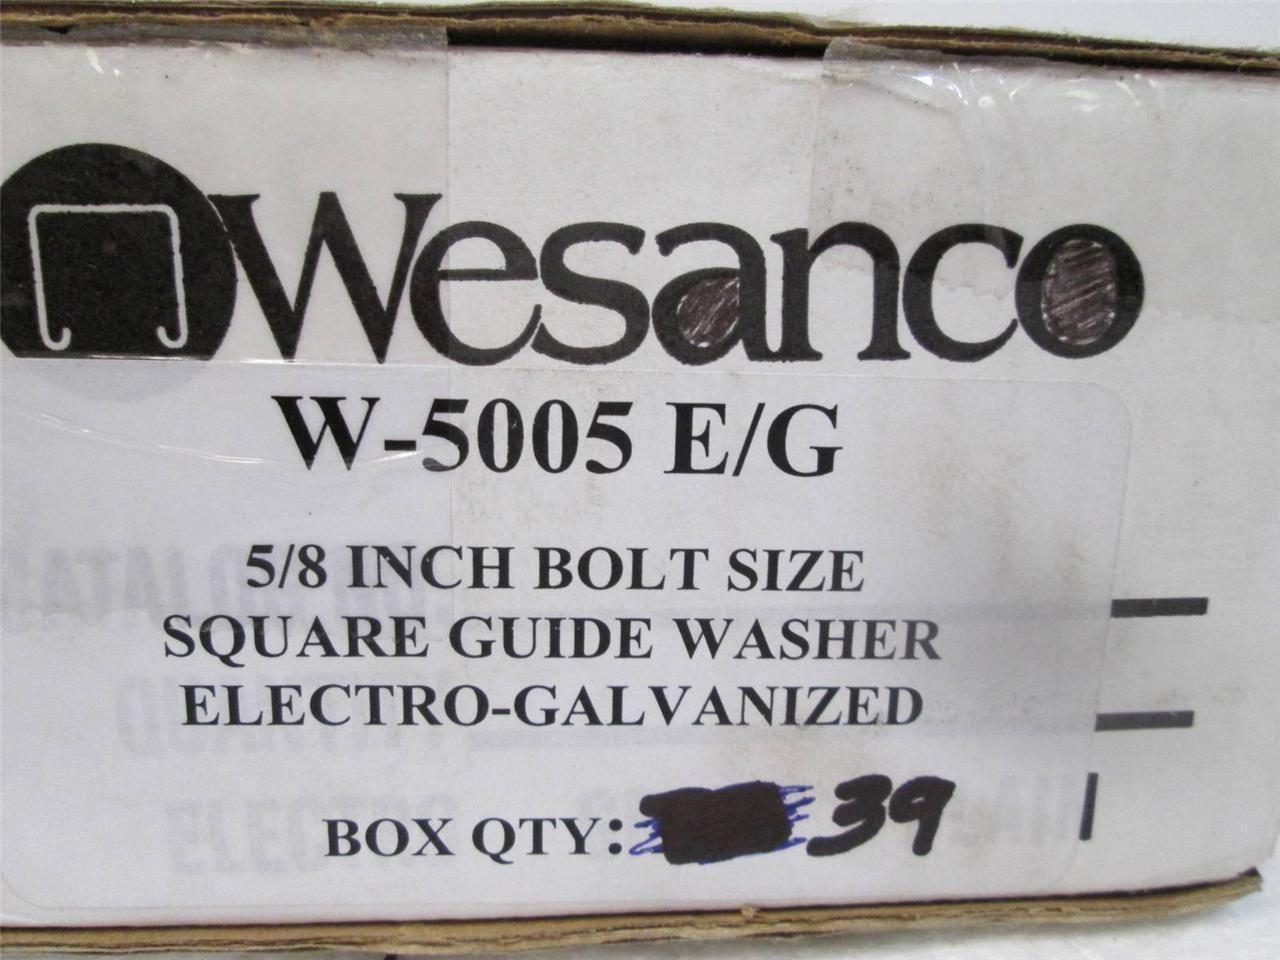 Wesanco
W-5005 E/G
5/8 INCH BOLT SIZE
SQUARE GUIDE WASHER
ELECTRO-GALVANIZED
BOX QTY: 39